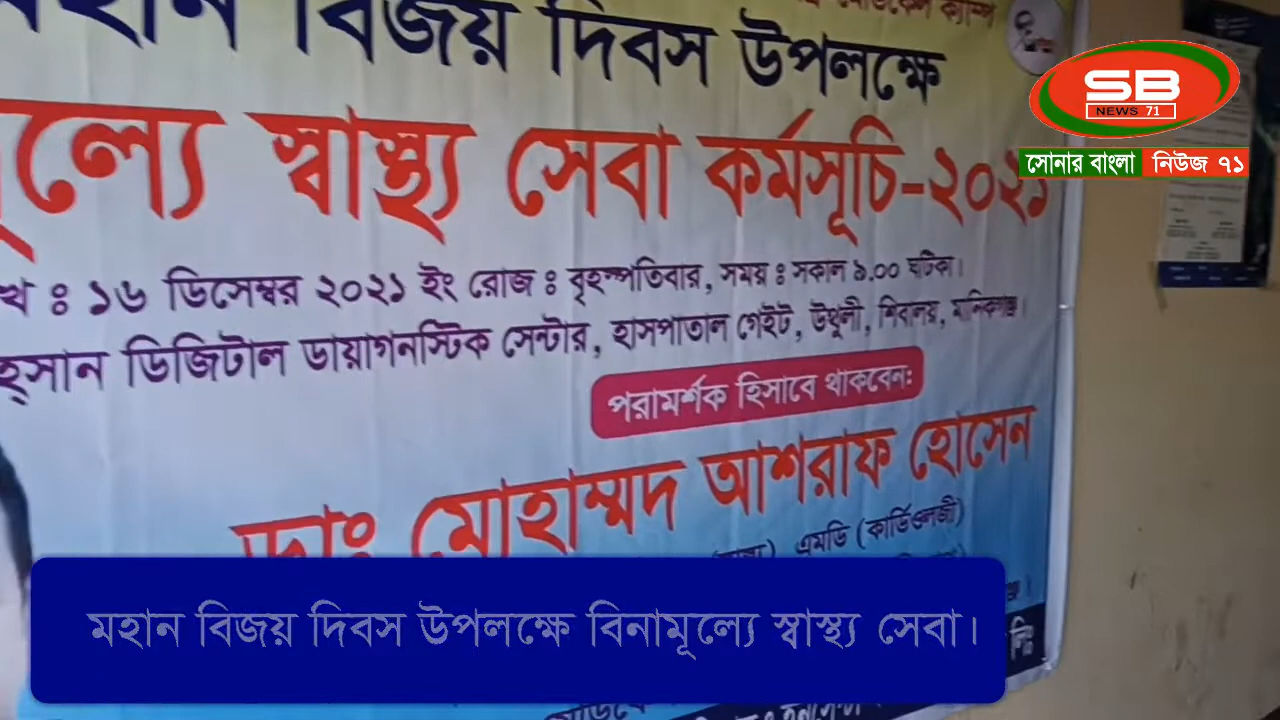 মেডিকেল ক্যাম্প
মহান বিজয় দিবস উপলক্ষে
SB
NEWS 71
সোনার বাংলা নিউজ ৭১
মূল্যে স্বাস্থ্য সেবা কর্মসূচি-২০২১
খ ঃ ১৬ ডিসেম্বর ২০২১ ইং রোজ ঃ বৃহস্পতিবার, সময় ঃ সকাল ৯.০০ ঘটিকা।
হ্সান ডিজিটাল ডায়াগনস্টিক সেন্টার, হাসপাতাল গেইট, উথুলী, শিবালয়, মানিকগঞ্জ।
পরামর্শক হিসাবে থাকবেন:
ডাঃ মোহাম্মদ আশরাফ হোসেন
এমডি (কার্ডিওলজী)
মহান বিজয় দিবস উপলক্ষে বিনামূল্যে স্বাস্থ্য সেবা।
লিঃ